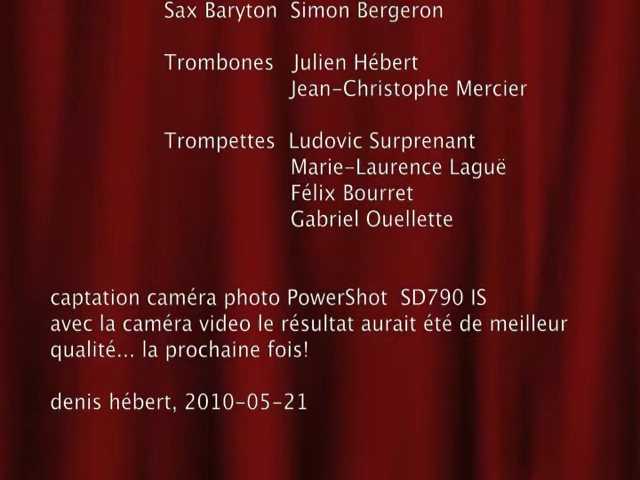 Sax Baryton Simon Bergeron
Trombones Julien Hébert
Jean-Christophe Mercier
Trompettes Ludovic Surprenant
Marie-Laurence Laguë
Félix Bourret
Gabriel Ouellette
captation caméra photo PowerShot SD790 IS
avec la caméra video le résultat aurait été de meilleur
qualité... la prochaine fois!
denis hébert, 2010-05-21